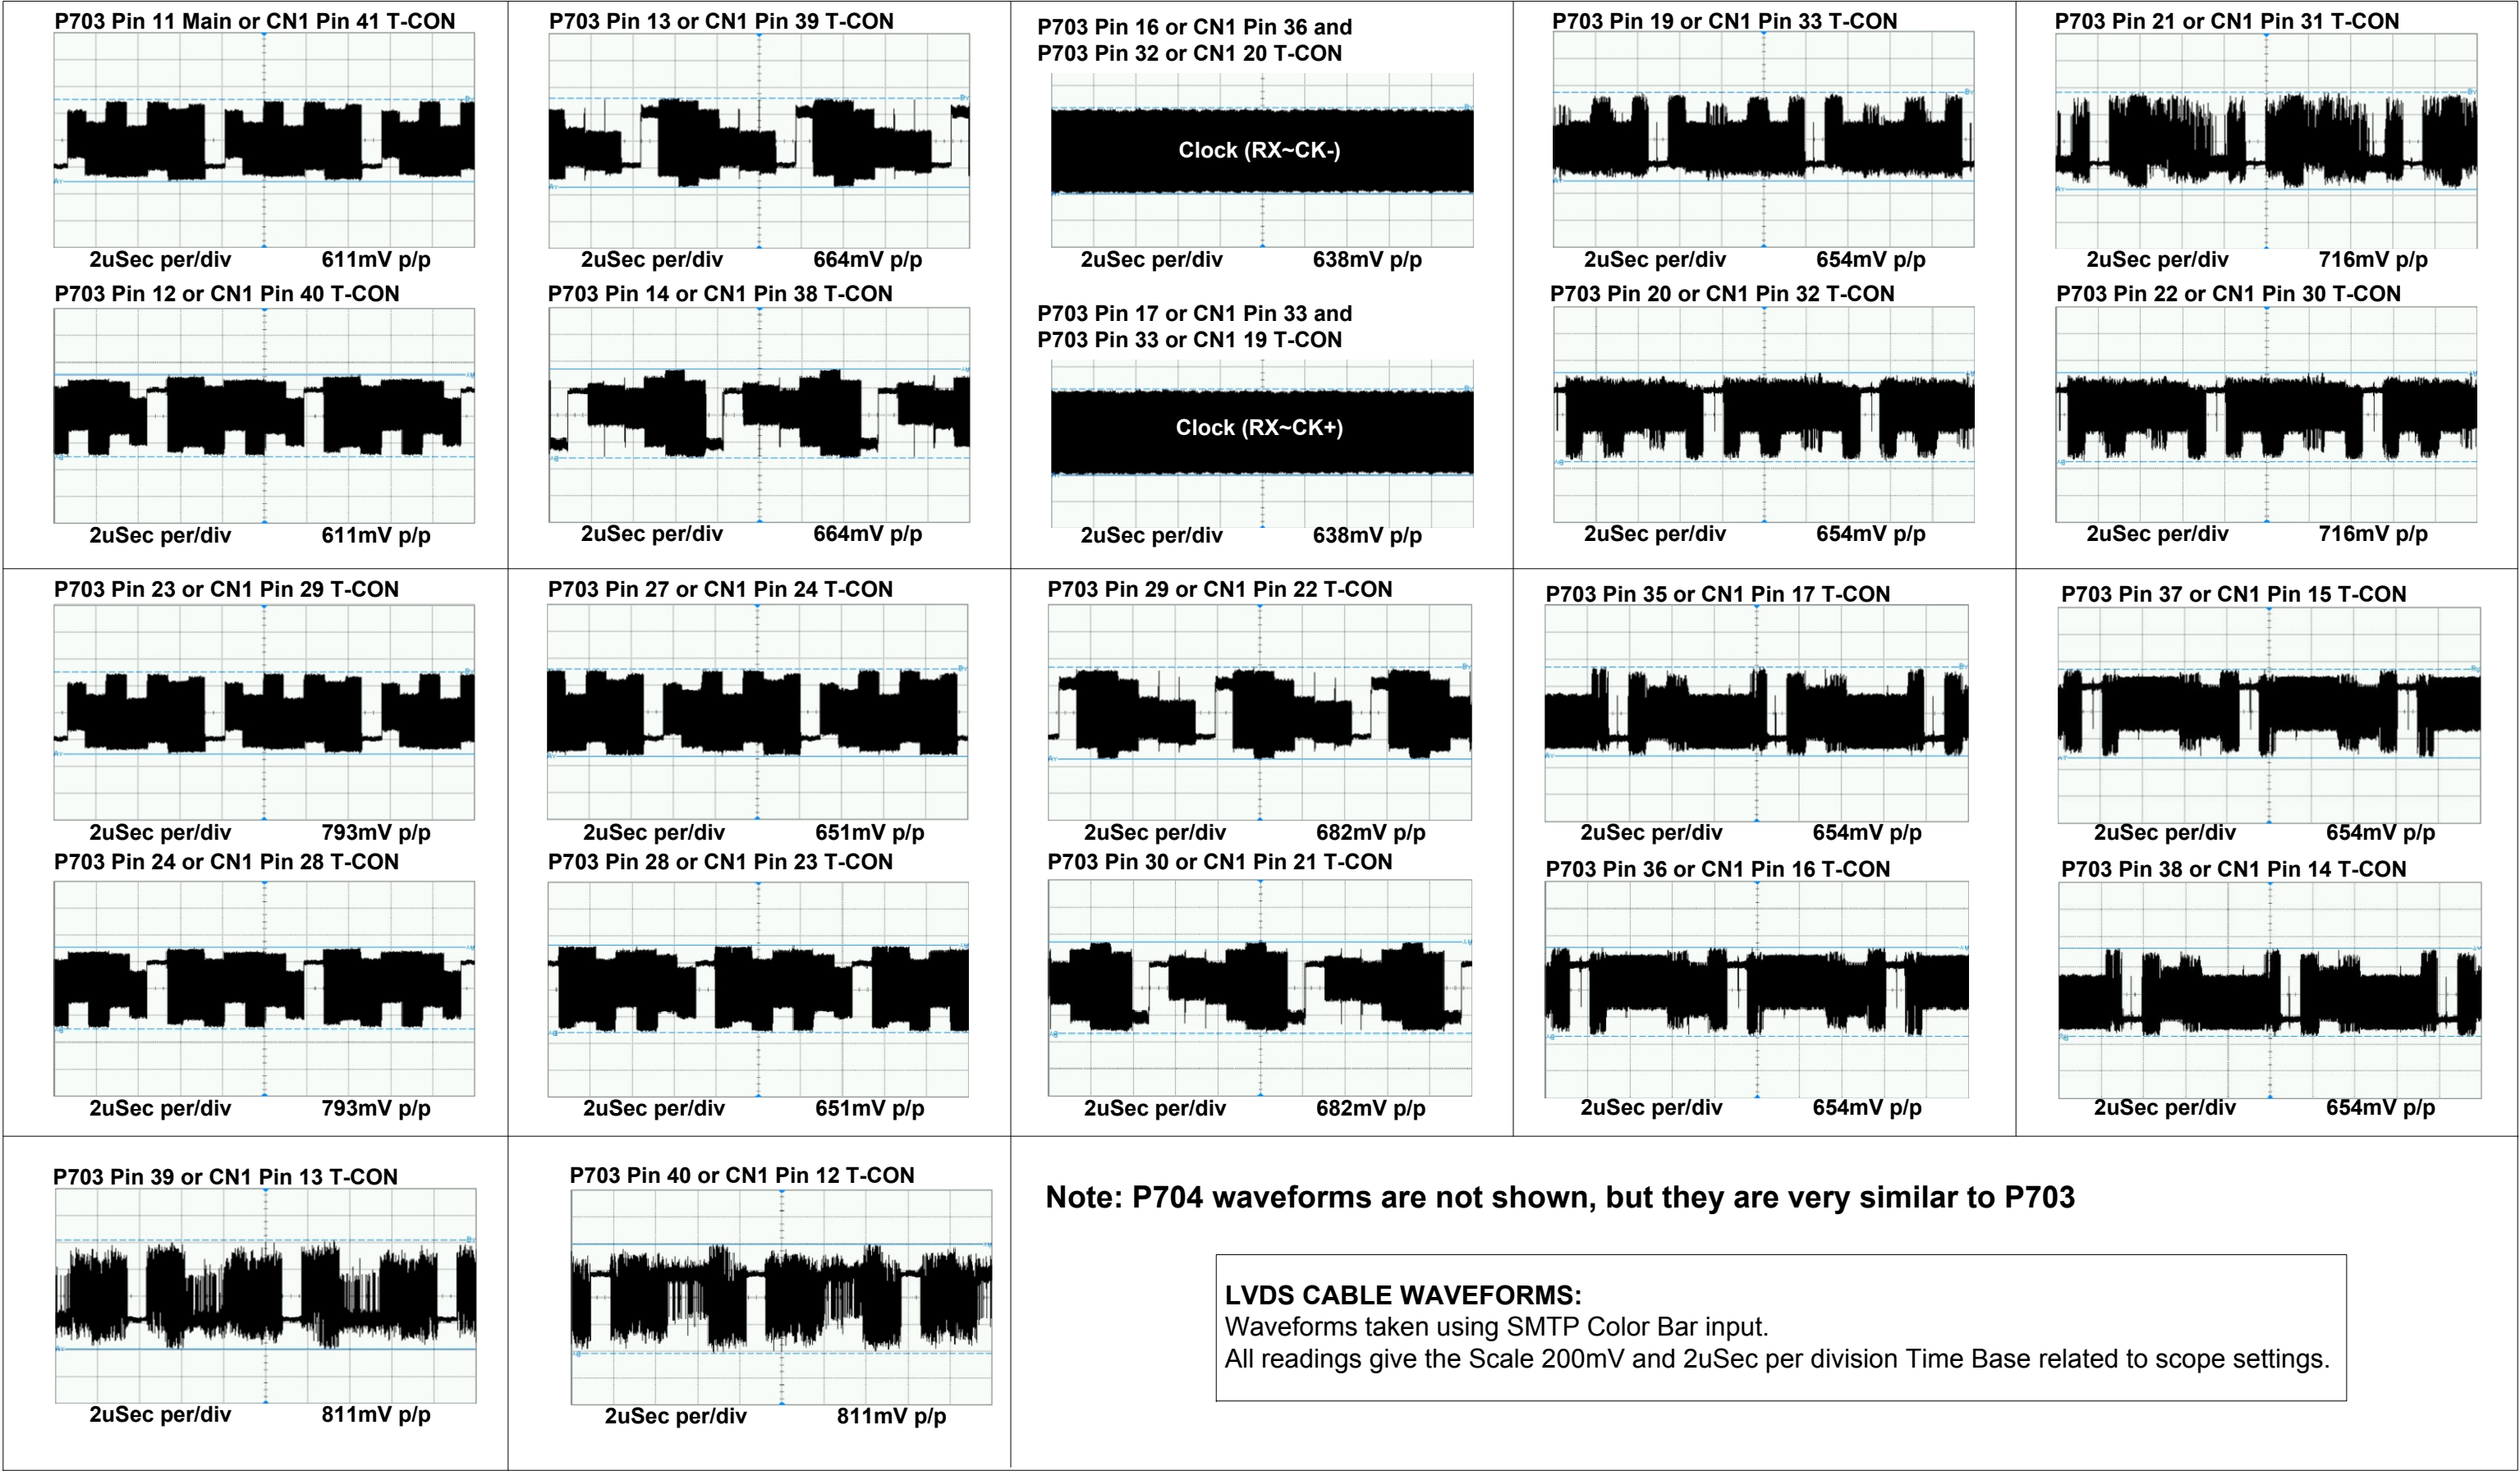 P703 Pin 11 Main or CN1 Pin 41 T-CON
2uSec per/div 611mV p/p
P703 Pin 12 or CN1 Pin 40 T-CON
2uSec per/div 611mV p/p
P703 Pin 13 or CN1 Pin 39 T-CON
2uSec per/div 664mV p/p
P703 Pin 14 or CN1 Pin 38 T-CON
2uSec per/div 664mV p/p
P703 Pin 16 or CN1 Pin 36 and
P703 Pin 32 or CN1 20 T-CON
Clock (RX~CK-)
2uSec per/div 638mV p/p
P703 Pin 17 or CN1 Pin 33 and
P703 Pin 33 or CN1 19 T-CON
Clock (RX~CK+)
2uSec per/div 638mV p/p
P703 Pin 19 or CN1 Pin 33 T-CON
2uSec per/div 654mV p/p
P703 Pin 20 or CN1 Pin 32 T-CON
2uSec per/div 654mV p/p
P703 Pin 21 or CN1 Pin 31 T-CON
2uSec per/div 716mV p/p
P703 Pin 22 or CN1 Pin 30 T-CON
2uSec per/div 716mV p/p
P703 Pin 23 or CN1 Pin 29 T-CON
2uSec per/div 793mV p/p
P703 Pin 24 or CN1 Pin 28 T-CON
2uSec per/div 793mV p/p
P703 Pin 27 or CN1 Pin 24 T-CON
2uSec per/div 651mV p/p
P703 Pin 28 or CN1 Pin 23 T-CON
2uSec per/div 651mV p/p
P703 Pin 29 or CN1 Pin 22 T-CON
2uSec per/div 682mV p/p
P703 Pin 30 or CN1 Pin 21 T-CON
2uSec per/div 682mV p/p
P703 Pin 35 or CN1 Pin 17 T-CON
2uSec per/div 654mV p/p
P703 Pin 36 or CN1 Pin 16 T-CON
2uSec per/div 654mV p/p
P703 Pin 37 or CN1 Pin 15 T-CON
2uSec per/div 654mV p/p
P703 Pin 38 or CN1 Pin 14 T-CON
2uSec per/div 654mV p/p
P703 Pin 39 or CN1 Pin 13 T-CON
2uSec per/div 811mV p/p
P703 Pin 40 or CN1 Pin 12 T-CON
2uSec per/div 811mV p/p
Note: P704 waveforms are not shown, but they are very similar to P703
LVDS CABLE WAVEFORMS:
Waveforms taken using SMTP Color Bar input.
All readings give the Scale 200mV and 2uSec per division Time Base related to scope settings.